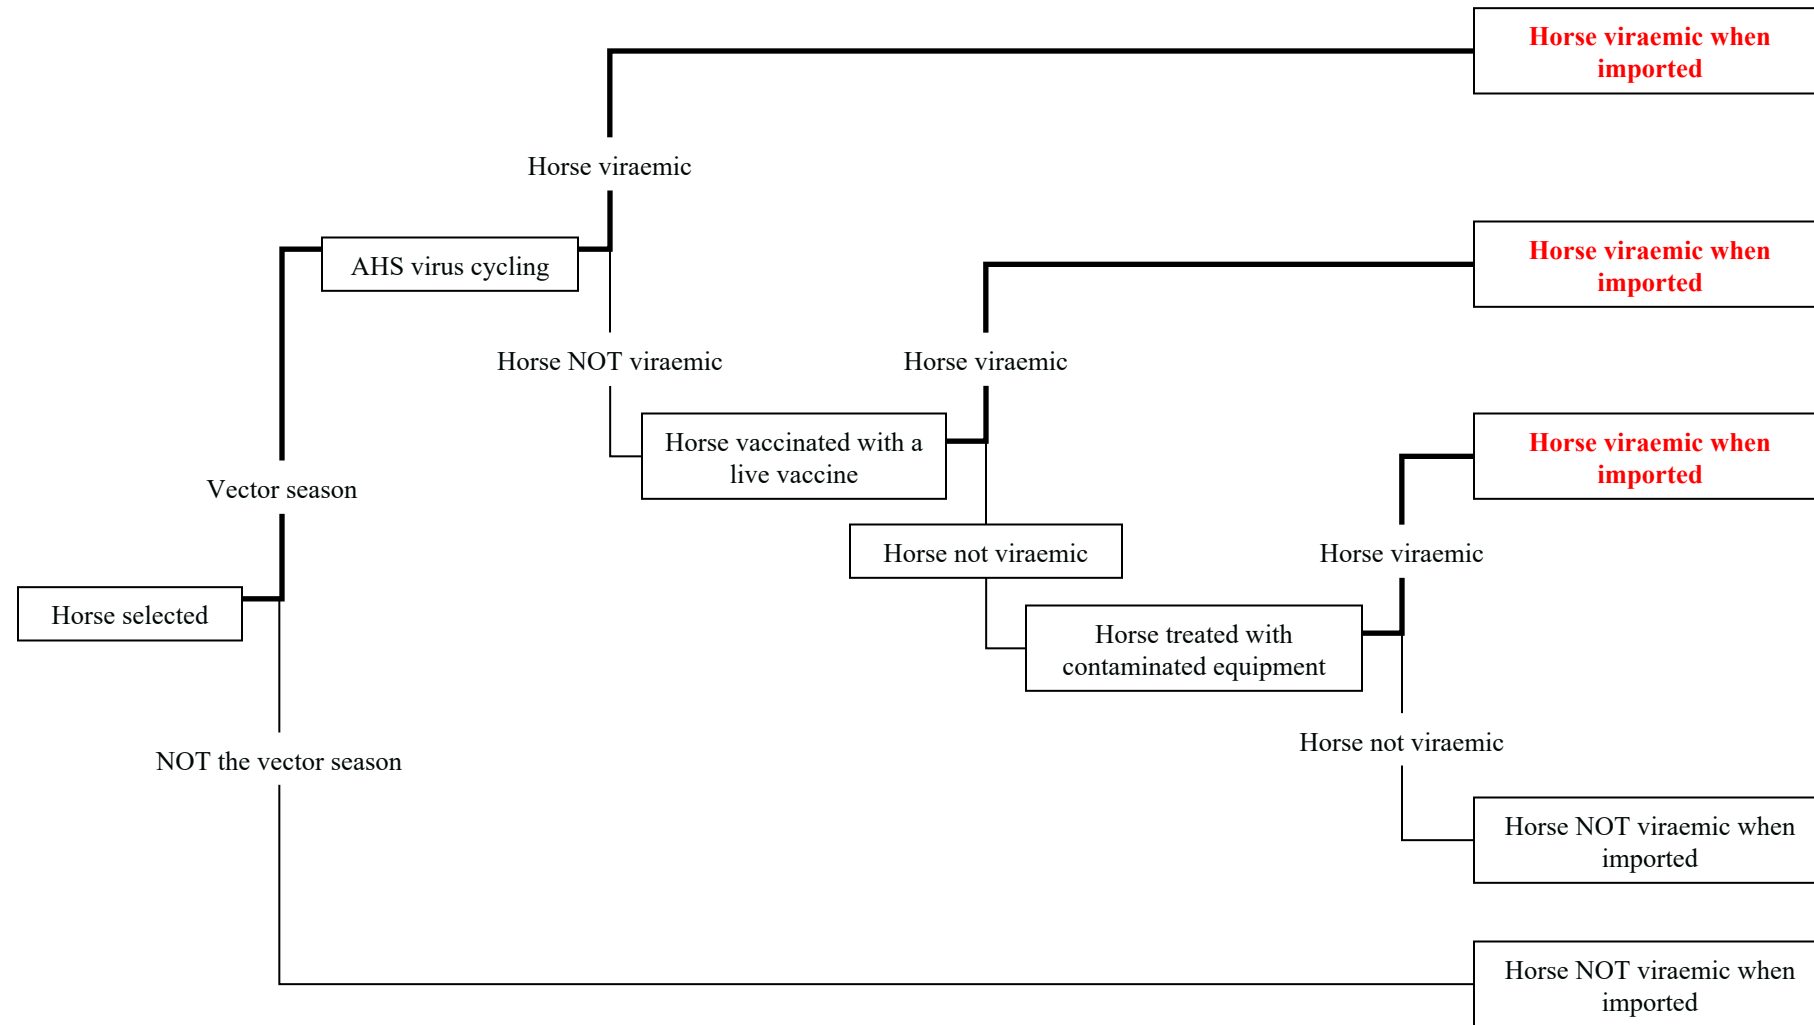 Horse viraemic when
imported
Horse viraemic
Horse viraemic when
imported
AHS virus cycling
Horse NOT viraemic
Horse viraemic
Horse vaccinated with a
live vaccine
Horse viraemic when
imported
Vector season
Horse not viraemic
Horse viraemic
Horse selected
Horse treated with
contaminated equipment
Horse not viraemic
NOT the vector season
Horse NOT viraemic when
imported
Horse NOT viraemic when
imported